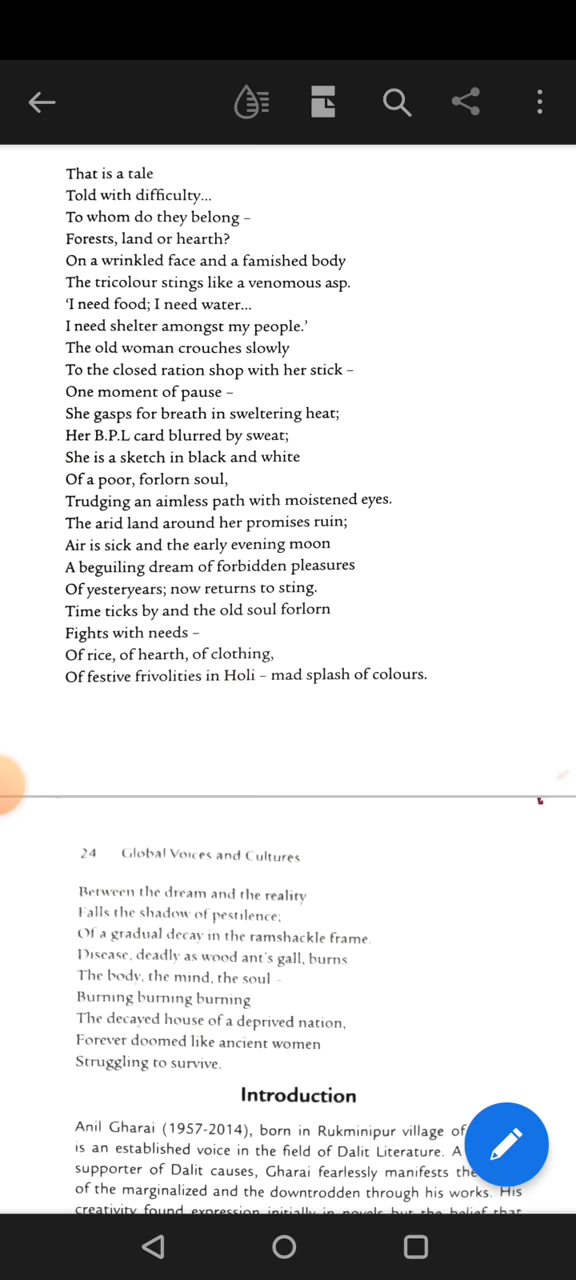 That is a tale
Told with difficulty...
To whom do they belong –
Forests, land or hearth?
On a wrinkled face and a famished body
The tricolour stings like a venomous asp.
'I need food; I need water...
I need shelter amongst my people.'
The old woman crouches slowly
To the closed ration shop with her stick –
One moment of pause –
She gasps for breath in sweltering heat;
Her B.P.L card blurred by sweat;
She is a sketch in black and white
Of a poor, forlorn soul,
Trudging an aimless path with moistened eyes.
The arid land around her promises ruin;
Air is sick and the early evening moon
A beguiling dream of forbidden pleasures
Of yesteryears; now returns to sting.
Time ticks by and the old soul forlorn
Fights with needs –
Of rice, of hearth, of clothing,
Of festive frivolities in Holi – mad splash of colours.
24 Global Voices and Cultures
Between the dream and the reality
Falls the shadow of pestilence;
Of a gradual decay in the ramshackle frame.
Disease, deadly as wood ant's gall, burns
The body, the mind, the soul –
Burning burning burning
The decayed house of a deprived nation,
Forever doomed like ancient women
Struggling to survive.
Introduction
Anil Gharai (1957-2014), born in Rukminipur village of
is an established voice in the field of Dalit Literature. A
supporter of Dalit causes, Gharai fearlessly manifests
of the marginalized and the downtrodden through his works. His
creativity found expression initially in novels but the belief that